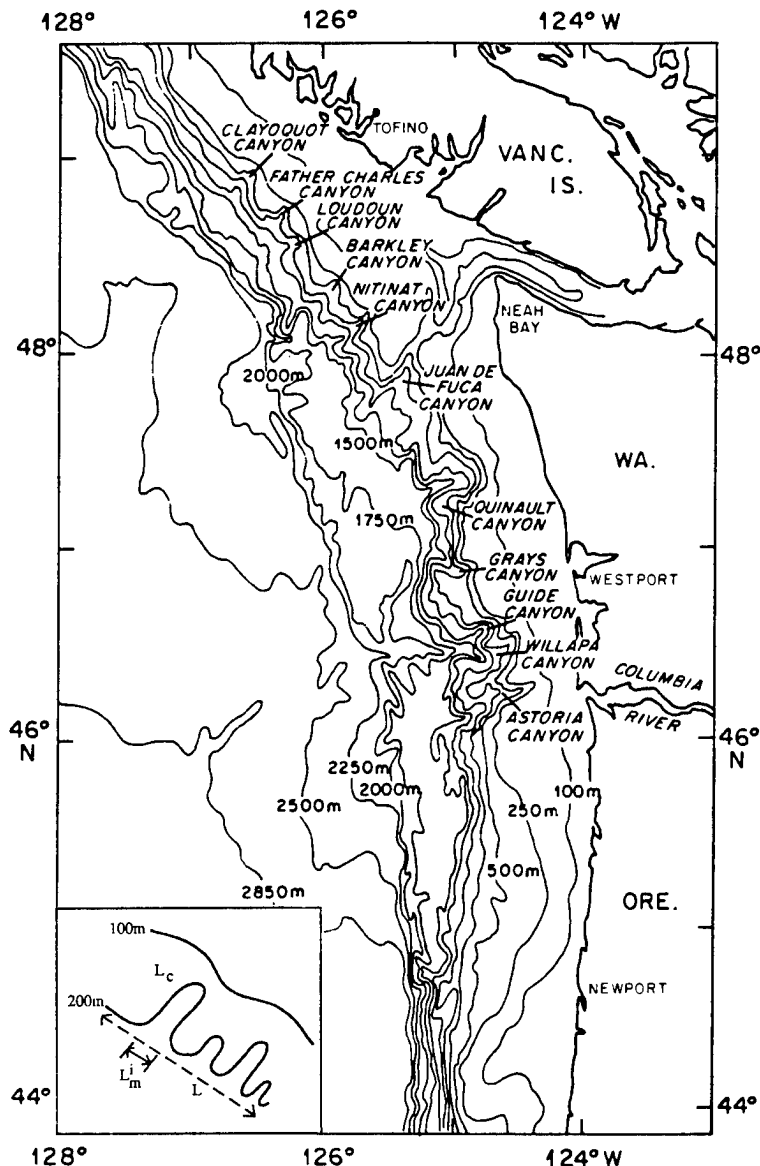 128°
126°
124° W
CLAYOQUOT
CANYON
TOFINO
VANC.
IS.
FATHER CHARLES
CANYON
LOUDOUN
CANYON
BARKLEY
CANYON
NITINAT
CANYON
NEAH
BAY
48°
48°
2000m
JUAN DE
FUCA
CANYON
1500m
WA.
1750m
QUINAULT
CANYON
GRAYS
CANYON
WESTPORT
GUIDE
CANYON
WILLAPA
CANYON
COLUMBIA
RIVER
ASTORIA
CANYON
46°
N
46°
N
2250m
2000m
2500m
250m
100m
500m
2850m
ORE.
100m
L_c
200m
L_m^i
L
NEWPORT
44°
44°
128°
126°
124° W